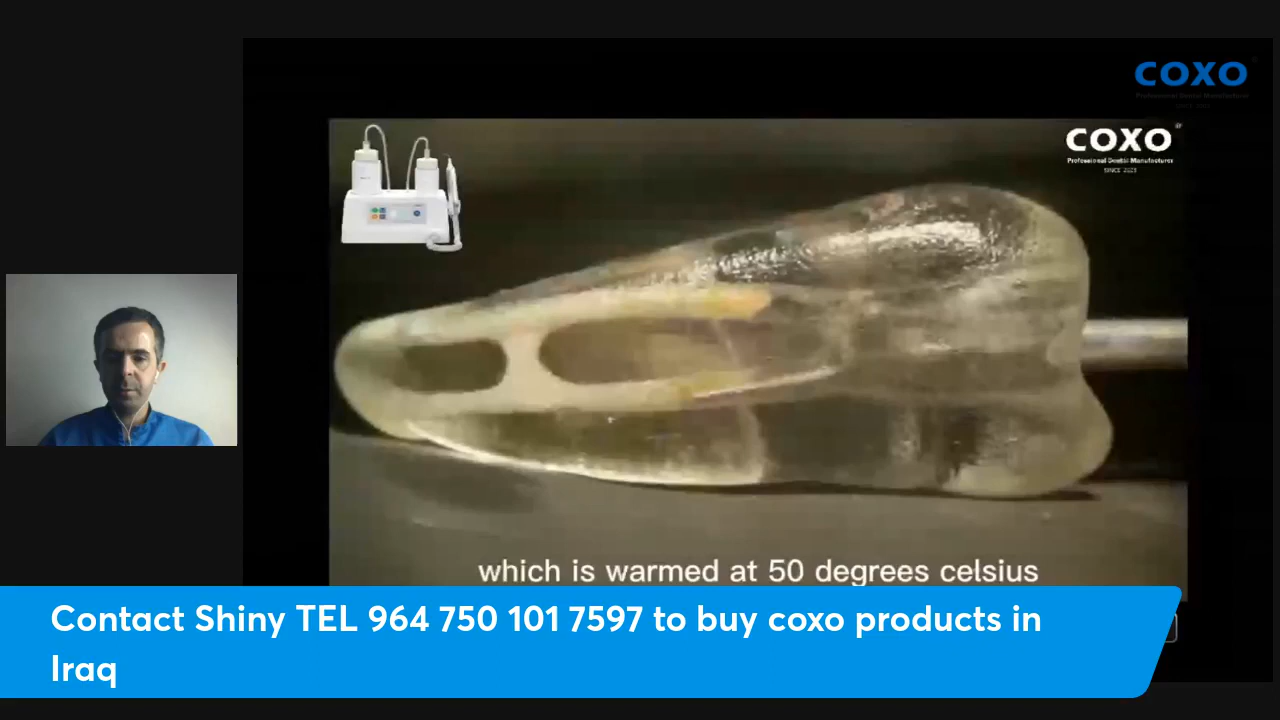 COXO
COXO
Professional Dental Manufacturer
SINCE 2023
which is warmed at 50 degrees celsius
Contact Shiny TEL 964 750 101 7597 to buy coxo products in
Iraq